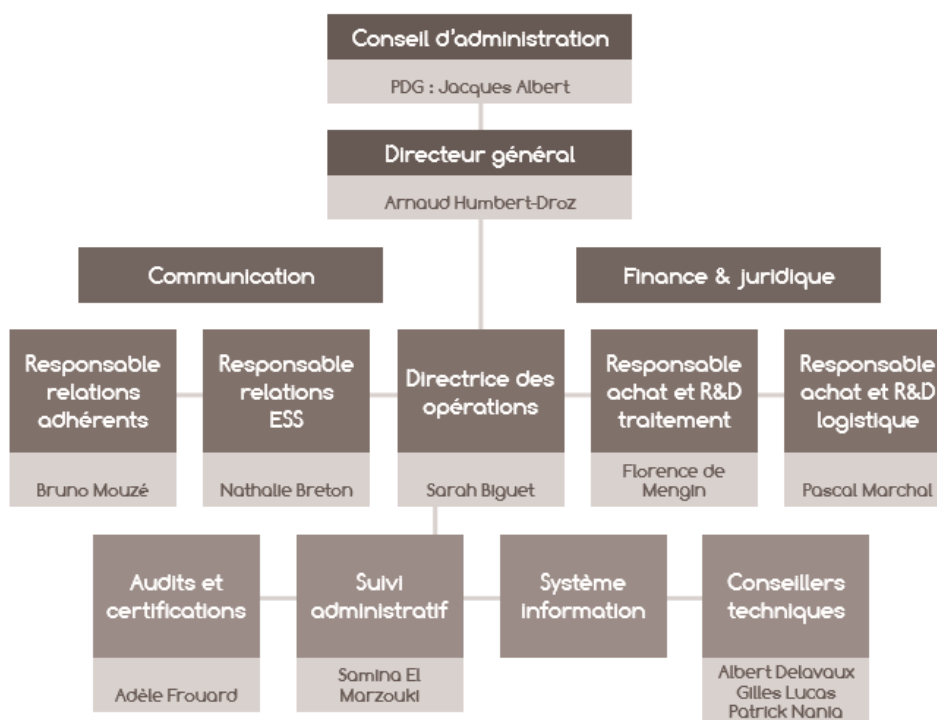 Conseil d'administration
PDG : Jacques Albert
Directeur général
Arnaud Humbert-Droz
Communication
Finance & juridique
Responsable
relations
adhérents
Bruno Mouzé
Responsable
relations
ESS
Nathalie Breton
Directrice des
opérations
Sarah Biguet
Responsable
achat et R&D
traitement
Florence de
Mengin
Responsable
achat et R&D
logistique
Pascal Marchal
Audits et
certifications
Adèle Frouard
Suivi
administratif
Samina El
Marzouki
Système
information
Conseillers
techniques
Albert Delavaux
Gilles Lucas
Patrick Nania